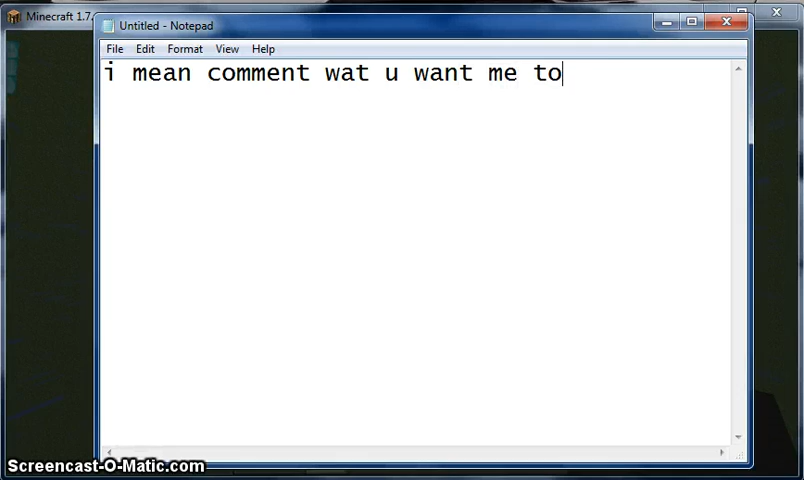 Minecraft 1.7.
Untitled - Notepad
File Edit Format View Help
i mean comment wat u want me to
Screencast-O-Matic.com